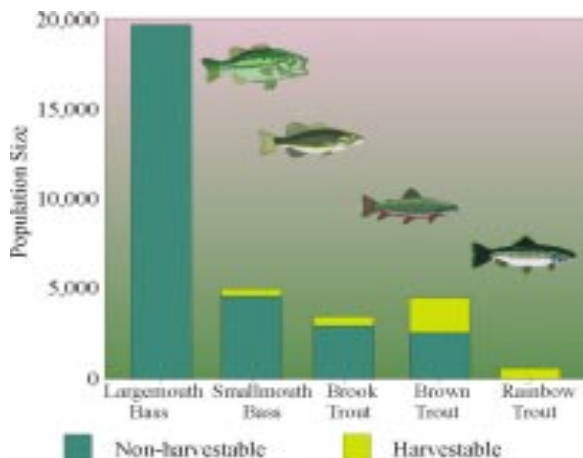 20,000
15,000
10,000
5,000
0
Population Size
Largemouth Bass
Smallmouth Bass
Brook Trout
Brown Trout
Rainbow Trout
Non-harvestable
Harvestable